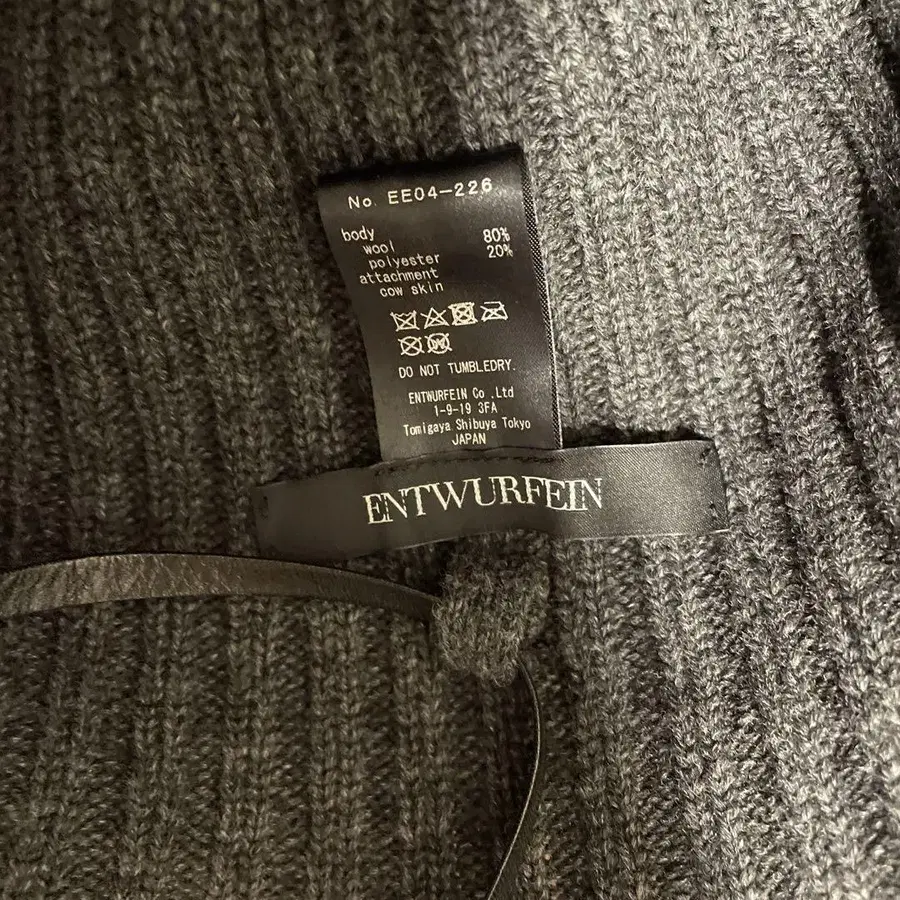 No. EE04-226
body
wool 80%
polyester 20%
attachment
cow skin
DO NOT TUMBLEDRY.
ENTWURFEIN Co .Ltd
1-9-19 3FA
Tomigaya Shibuya Tokyo
JAPAN
ENTWURFEIN